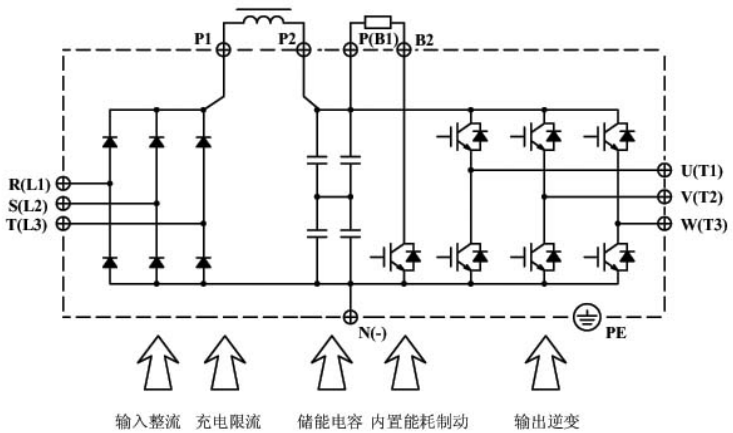 P1 P2 P(B1) B2
R(L1)
S(L2)
T(L3)
U(T1)
V(T2)
W(T3)
N(-) PE
输入整流 充电限流 储能电容 内置能耗制动 输出逆变